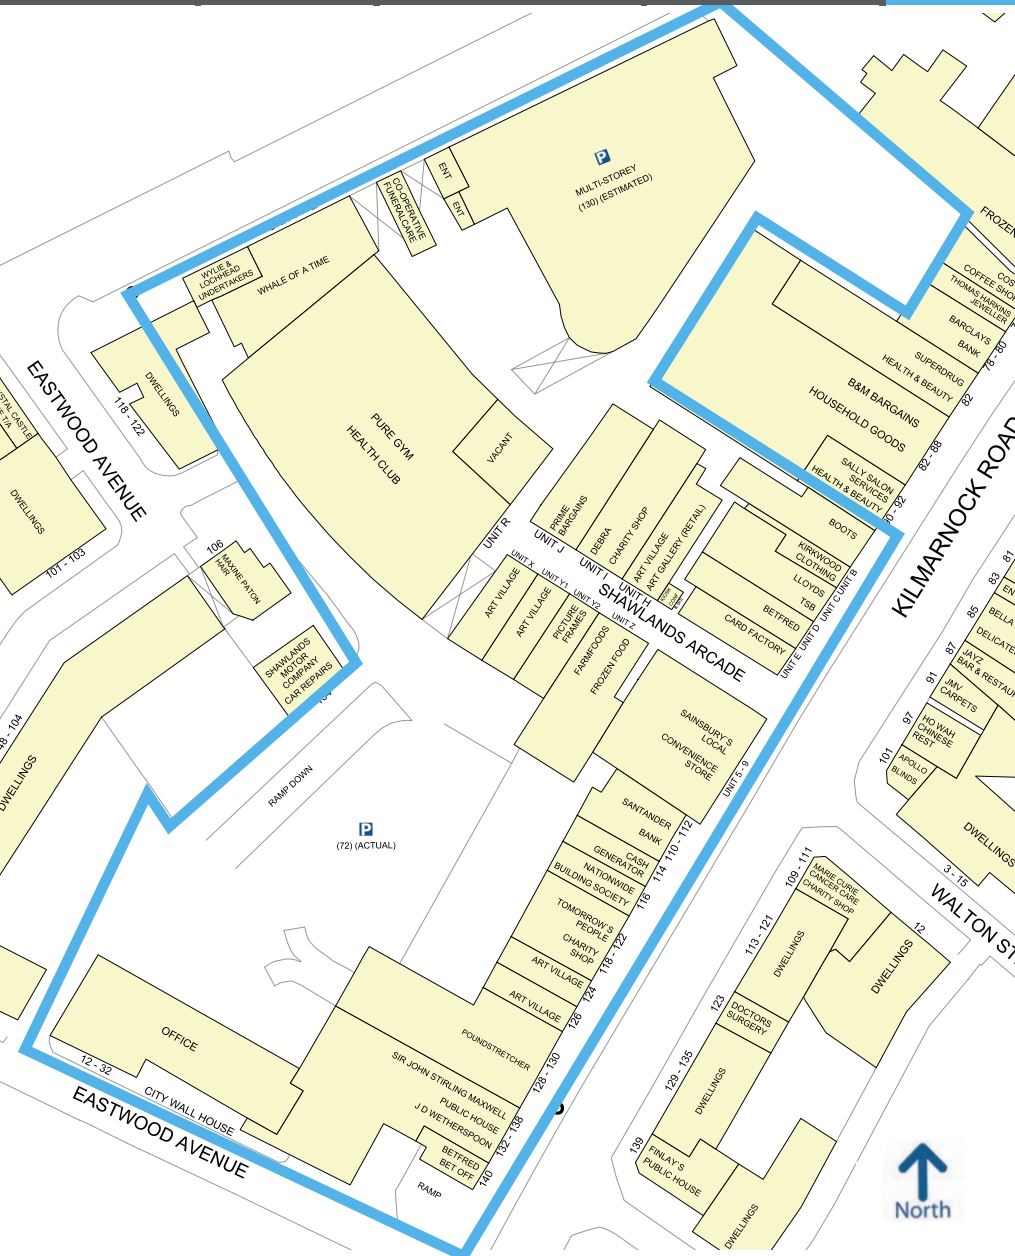 P
MULTI-STOREY
(130) (ESTIMATED)
ENT
ENT
CO-OPERATIVE
FUNERALCARE
WYLIE &
LOCHHEAD
UNDERTAKERS
WHALE OF A TIME
FROZEN
COFFEE SHOP
THOMAS HARKINS
JEWELLER
BARCLAYS
BANK
78 - 80
SUPERDRUG
HEALTH & BEAUTY
82
B&M BARGAINS
HOUSEHOLD GOODS
82 - 88
SALLY SALON
SERVICES
HEALTH & BEAUTY
90 - 92
EASTWOOD AVENUE
DWELLINGS
118 - 122
DWELLINGS
101 - 103
PURE GYM
HEALTH CLUB
VACANT
UNIT R
PRIME
BARGAINS
DEBRA
CHARITY SHOP
ART VILLAGE
ART GALLERY (RETAIL)
UNIT J
UNIT I
UNIT H
UNIT X
UNIT Y1
UNIT Y2
UNIT Z
SHAWLANDS ARCADE
BOOTS
KIRKWOOD
CLOTHING
UNIT B
LLOYDS
TSB
UNIT C
BETFRED
UNIT D
CARD FACTORY
UNIT E
KILMARNOCK ROAD
106
MAXINE PATON
HAIR
SHAWLANDS
MOTOR
COMPANY
CAR REPAIRS
ART VILLAGE
ART VILLAGE
PICTURE
FRAMES
FARMFOODS
FROZEN FOOD
SAINSBURY'S
LOCAL
CONVENIENCE
STORE
UNIT 5 - 9
81
83
85
BELLA
DELICATE
87
JAYZ
BAR & RESTAU
91
JMV
CARPETS
97
HO WAH
CHINESE
REST
101
APOLLO
BLINDS
DWELLINGS
3 - 15
WALTON ST
DWELLINGS
RAMP DOWN
P
(72) (ACTUAL)
SANTANDER
BANK
110 - 112
CASH
GENERATOR
114
NATIONWIDE
BUILDING SOCIETY
116
TOMORROW'S
PEOPLE
CHARITY
SHOP
118 - 122
ART VILLAGE
124
ART VILLAGE
126
POUNDSTRETCHER
128 - 130
SIR JOHN STIRLING MAXWELL
PUBLIC HOUSE
J D WETHERSPOON
132 - 138
BETFRED
BET OFF
140
RAMP
OFFICE
12 - 32
CITY WALL HOUSE
EASTWOOD AVENUE
109 - 111
MARIE CURIE
CANCER CARE
CHARITY SHOP
113 - 121
DWELLINGS
12
DWELLINGS
123
DOCTORS
SURGERY
129 - 135
DWELLINGS
139
FINLAY'S
PUBLIC HOUSE
DWELLINGS
North